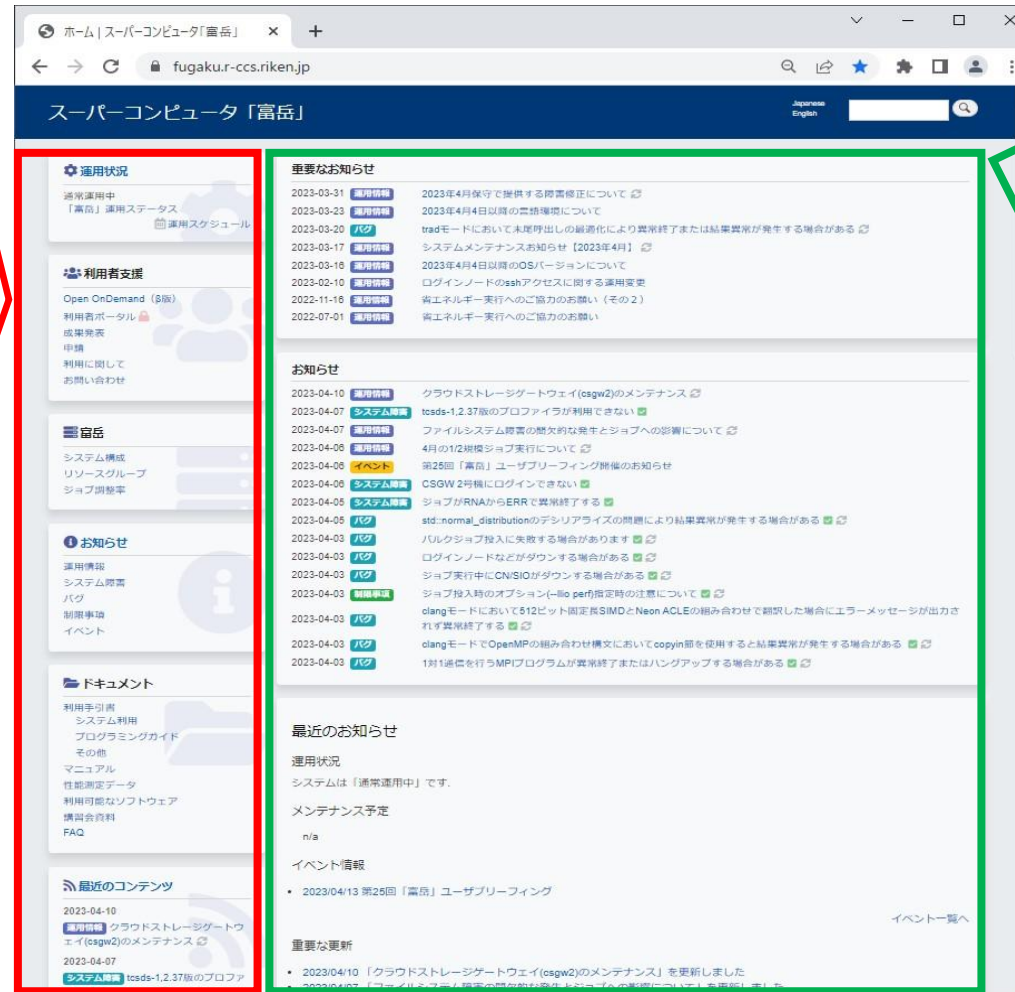 ホーム | スーパーコンピュータ「富岳」
fugaku.r-ccs.riken.jp
スーパーコンピュータ「富岳」
Japanese
English
運用状況
通常運用中
「富岳」運用ステータス
運用スケジュール
利用者支援
Open OnDemand（β版）
利用者ポータル
成果発表
申請
利用に関して
お問い合わせ
富岳
システム構成
リソースグループ
ジョブ調整率
お知らせ
運用情報
システム障害
バグ
制限事項
イベント
ドキュメント
利用手引書
システム利用
プログラミングガイド
その他
マニュアル
性能測定データ
利用可能なソフトウェア
講習会資料
FAQ
最近のコンテンツ
2023-04-10
運用情報 クラウドストレージゲートウ
ェイ(csgw2)のメンテナンス
2023-04-07
システム障害 tcsds-1,2.37版のプロファ
重要なお知らせ
2023-03-31 運用情報 2023年4月保守で提供する障害修正について
2023-03-23 運用情報 2023年4月4日以降の言語環境について
2023-03-20 バグ tradモードにおいて末尾呼出しの最適化により異常終了または結果異常が発生する場合がある
2023-03-17 運用情報 システムメンテナンスお知らせ【2023年4月】
2023-03-16 運用情報 2023年4月4日以降のOSバージョンについて
2023-02-10 運用情報 ログインノードのsshアクセスに関する運用変更
2022-11-16 運用情報 省エネルギー実行へのご協力のお願い（その２）
2022-07-01 運用情報 省エネルギー実行へのご協力のお願い
お知らせ
2023-04-10 運用情報 クラウドストレージゲートウェイ(csgw2)のメンテナンス
2023-04-07 システム障害 tcsds-1,2.37版のプロファイラが利用できない
2023-04-07 運用情報 ファイルシステム障害の間欠的な発生とジョブへの影響について
2023-04-06 運用情報 4月の1/2規模ジョブ実行について
2023-04-06 イベント 第25回「富岳」ユーザブリーフィング開催のお知らせ
2023-04-06 システム障害 CSGW 2号機にログインできない
2023-04-05 システム障害 ジョブがRNAからERRで異常終了する
2023-04-05 バグ std::normal_distributionのデシリアライズの問題により結果異常が発生する場合がある
2023-04-03 バグ バルクジョブ投入に失敗する場合があります
2023-04-03 バグ ログインノードなどがダウンする場合がある
2023-04-03 バグ ジョブ実行中にCN/SIOがダウンする場合がある
2023-04-03 制限事項 ジョブ投入時のオプション(--llio perf)指定時の注意について
2023-04-03 バグ clangモードにおいて512ビット固定長SIMDとNeon ACLEの組み合わせで翻訳した場合にエラーメッセージが出力さ
れず異常終了する
2023-04-03 バグ clangモードでOpenMPの組み合わせ構文においてcopyin節を使用すると結果異常が発生する場合がある
2023-04-03 バグ 1対1通信を行うMPIプログラムが異常終了またはハングアップする場合がある
最近のお知らせ
運用状況
システムは「通常運用中」です.
メンテナンス予定
n/a
イベント情報
• 2023/04/13 第25回「富岳」ユーザブリーフィング
イベント一覧へ
重要な更新
• 2023/04/10 「クラウドストレージゲートウェイ(csgw2)のメンテナンス」を更新しました
• 2023/04/07 「ファイルシステム障害の間欠的な発生とジョブへの影響について」を更新しました